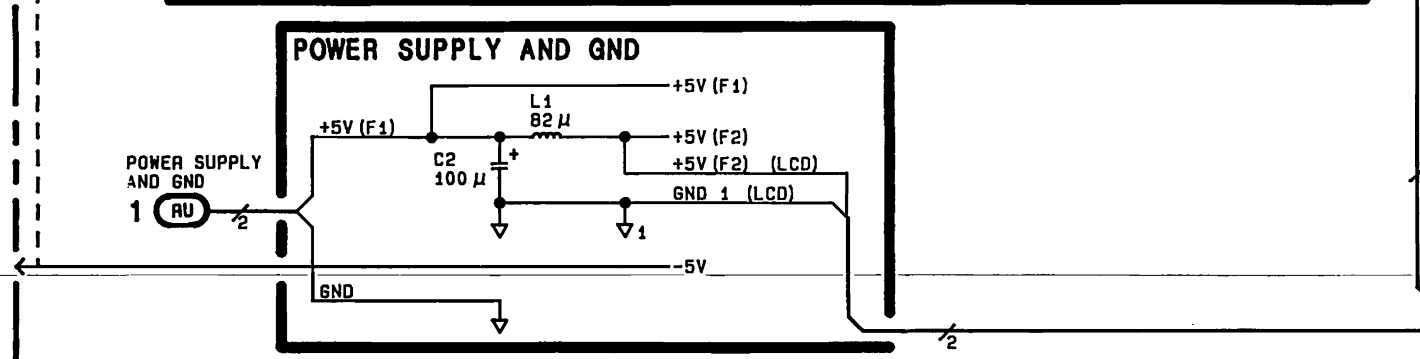 POWER SUPPLY AND GND
+5V (F1)
L1
82 μ
+5V (F1)
+5V (F2)
C2
100 μ
+
+5V (F2) (LCD)
POWER SUPPLY
AND GND
1 AU
2
GND 1 (LCD)
1
-5V
GND
2